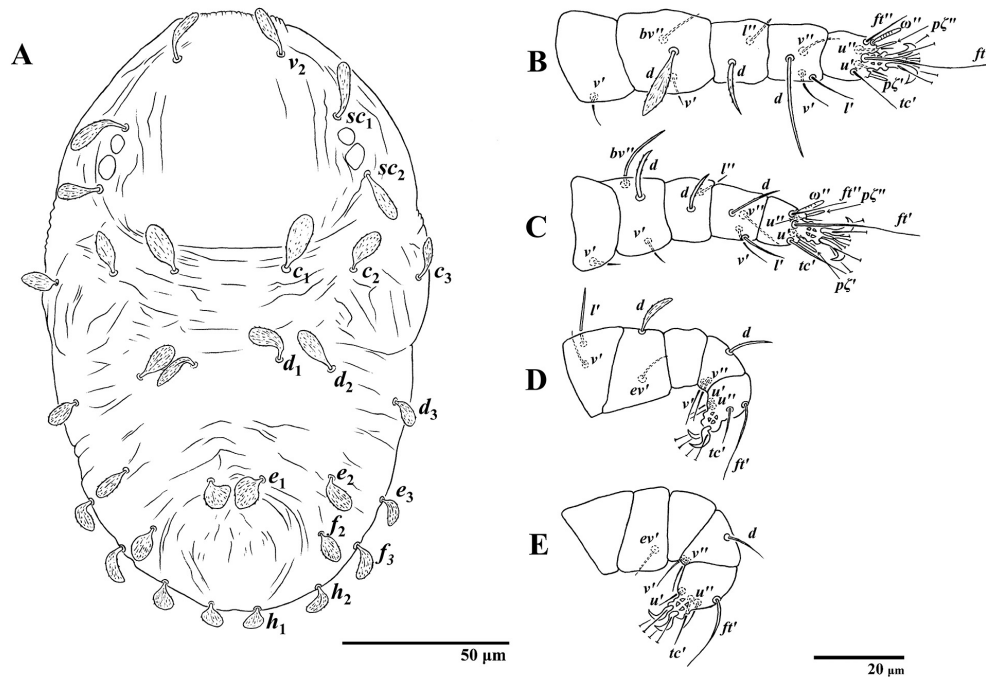 A
v2
sc1
sc2
c1 c2 c3
d1 d2
d3
e1 e2 e3
f2 f3
h2
h1
50 µm
B
bv'' l'' v'' ft'' ω'' pζ''
u'' ft
d d u'
v' v' d v' l' pζ' tc'
C
bv'' d d l'' d ω'' ft'' pζ''
v'' u'' ft'
v' v' u'
v' l' tc' pζ'
D
l' d d
v' ev' v''
v' u' u''
tc' ft'
E
ev' d
v''
v' u' u''
tc' ft'
20 µm